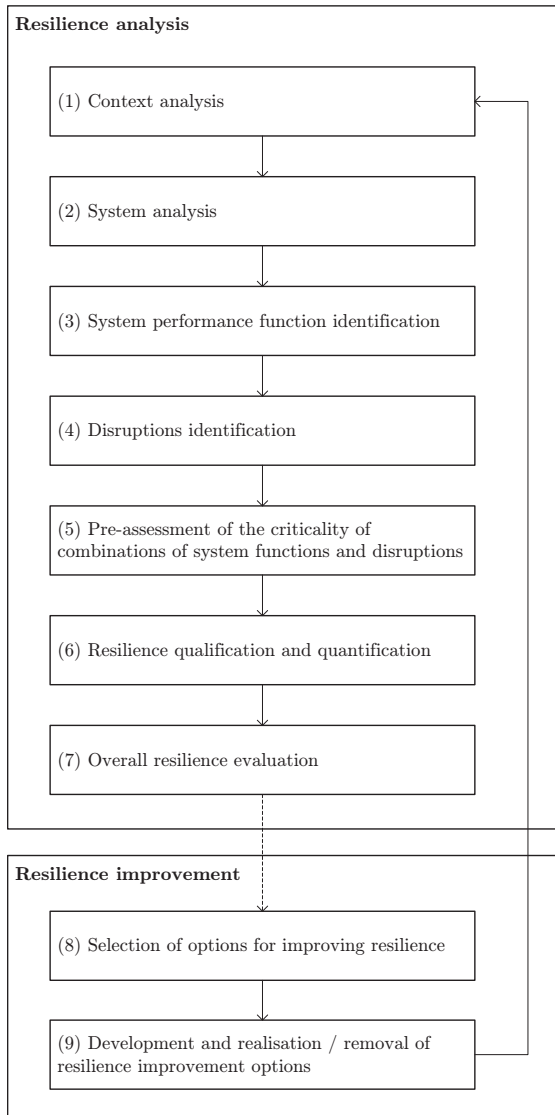 Resilience analysis
(1) Context analysis
(2) System analysis
(3) System performance function identification
(4) Disruptions identification
(5) Pre-assessment of the criticality of
combinations of system functions and disruptions
(6) Resilience qualification and quantification
(7) Overall resilience evaluation
Resilience improvement
(8) Selection of options for improving resilience
(9) Development and realisation / removal of
resilience improvement options